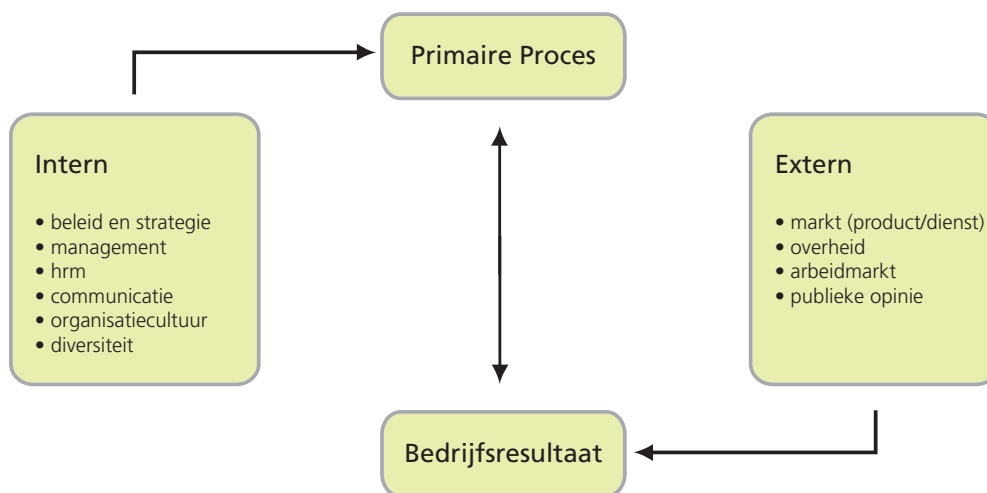 Primaire Proces
Intern
• beleid en strategie
• management
• hrm
• communicatie
• organisatiecultuur
• diversiteit
Extern
• markt (product/dienst)
• overheid
• arbeidmarkt
• publieke opinie
Bedrijfsresultaat